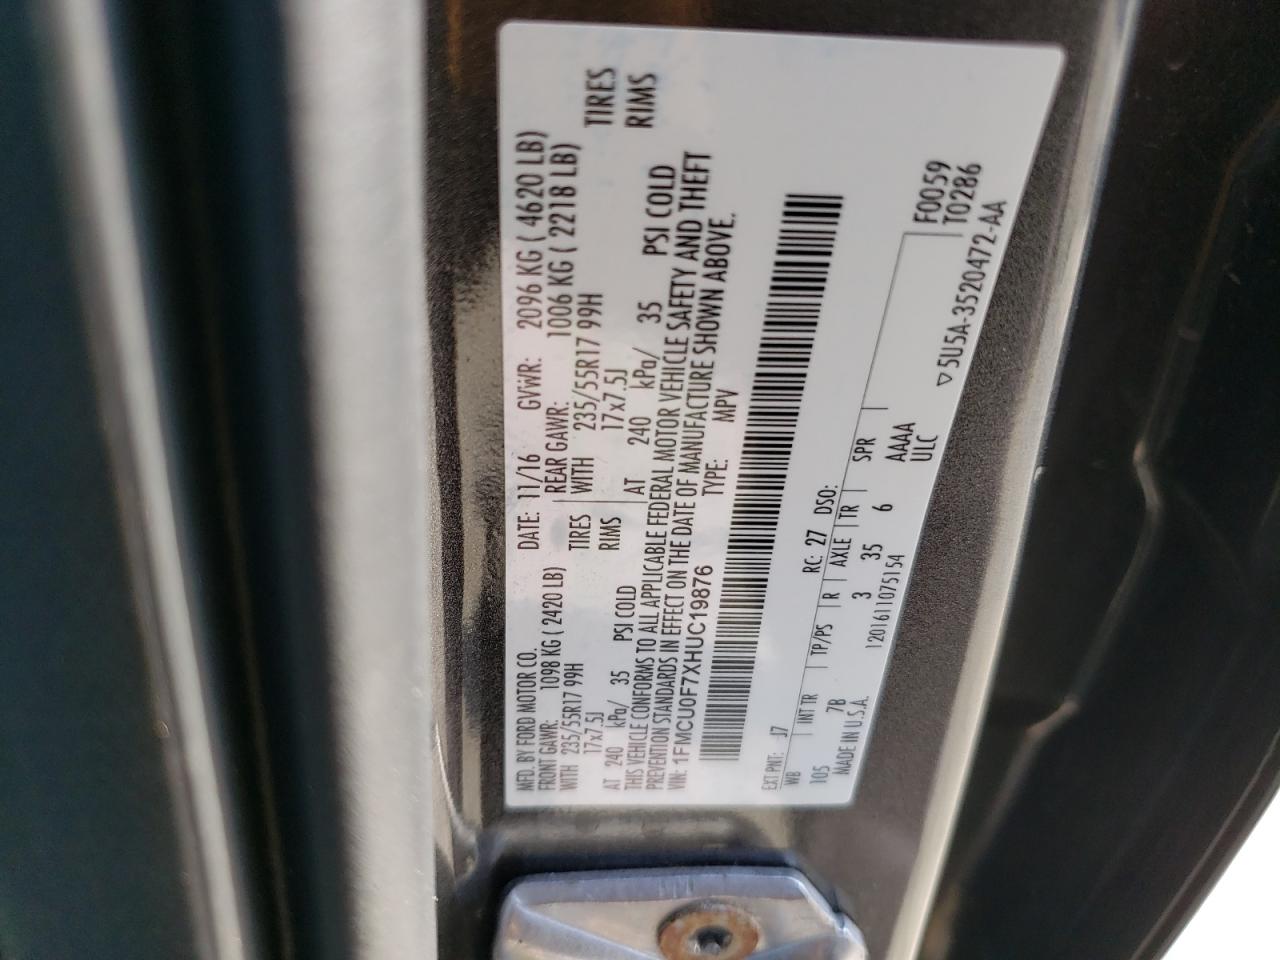 MFD. BY FORD MOTOR CO. DATE: 11/16 GVWR: 2096 KG ( 4620 LB)
FRONT GAWR: 1098 KG ( 2420 LB) REAR GAWR: 1006 KG ( 2218 LB)
WITH 235/55R17 99H TIRES WITH 235/55R17 99H TIRES
17x7.5J RIMS 17x7.5J RIMS
AT 240 kPa/ 35 PSI COLD AT 240 kPa/ 35 PSI COLD
THIS VEHICLE CONFORMS TO ALL APPLICABLE FEDERAL MOTOR VEHICLE SAFETY AND THEFT
PREVENTION STANDARDS IN EFFECT ON THE DATE OF MANUFACTURE SHOWN ABOVE.
VIN: 1FMCU0F7XHUC19876 TYPE: MPV
EXT PNT: J7 RC: 27 DSO: F0059
WB INT TR TP/PS R AXLE TR SPR T0286
105 7B 3 35 6 AAAA
MADE IN U.S.A. 1201611075154 ULC
▽5U5A-3520472-AA